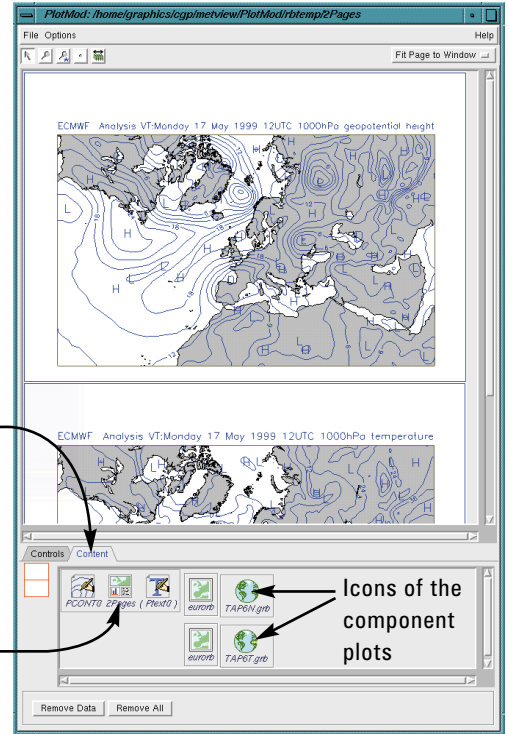 PlotMod: /home/graphics/cgp/metview/PlotMod/rbtemp/2Pages
File Options Help
Fit Page to Window
ECMWF Analysis VT:Monday 17 May 1999 12UTC 1000hPa geopotential height
ECMWF Analysis VT:Monday 17 May 1999 12UTC 1000hPa temperature
Controls Content
PCONT0 2Pages ( Ptext0 ) eurorb TAP6N.grb
eurorb TAP6T.grb
Icons of the
component
plots
Remove Data Remove All